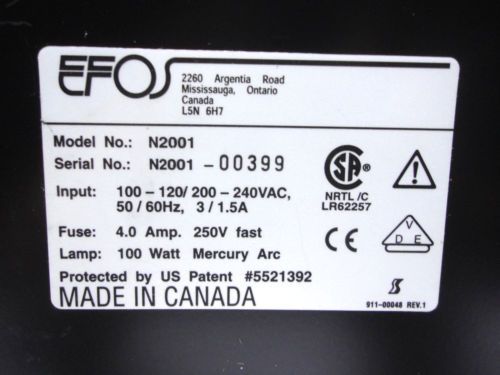 EFOS
2260 Argentia Road
Mississauga, Ontario
Canada
L5N 6H7
Model No.: N2001
Serial No.: N2001-00399
Input: 100-120/200-240VAC,
50/60Hz, 3/1.5A
Fuse: 4.0 Amp. 250V fast
Lamp: 100 Watt Mercury Arc
Protected by US Patent #5521392
MADE IN CANADA
SA ®
NRTL/C
LR62257
!
CE
V
D E
911-00048 REV.1